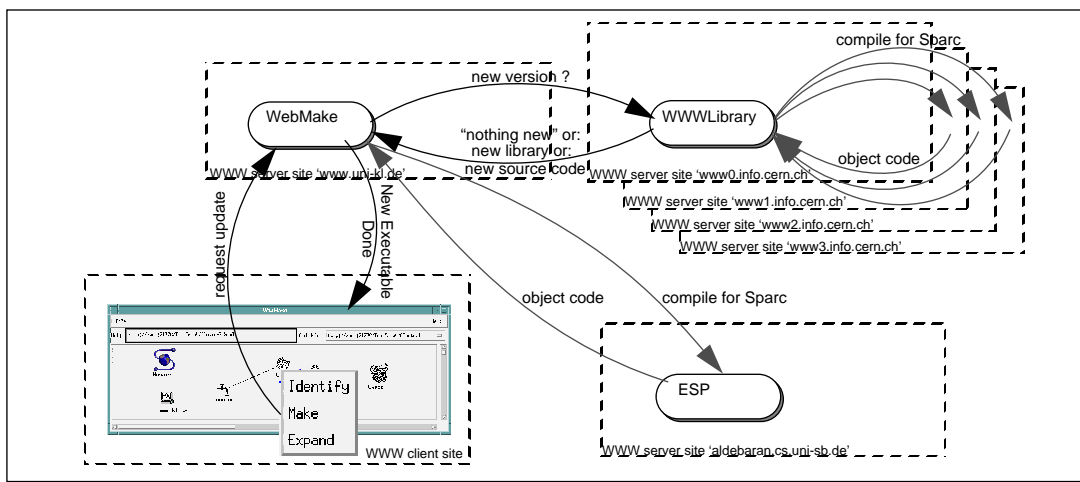 compile for Sparc
new version ?
WebMake
WWWLibrary
“nothing new” or:
new library or:
new source code
object code
WWW server site ‘www.uni-kl.de’
WWW server site ‘www0.info.cern.ch’
WWW server site ‘www1.info.cern.ch’
WWW server site ‘www2.info.cern.ch’
WWW server site ‘www3.info.cern.ch’
request update
New Executable
Done
object code
compile for Sparc
WebMake
Identify
Make
Expand
WWW client site
ESP
WWW server site ‘aldebaran.cs.uni-sb.de’